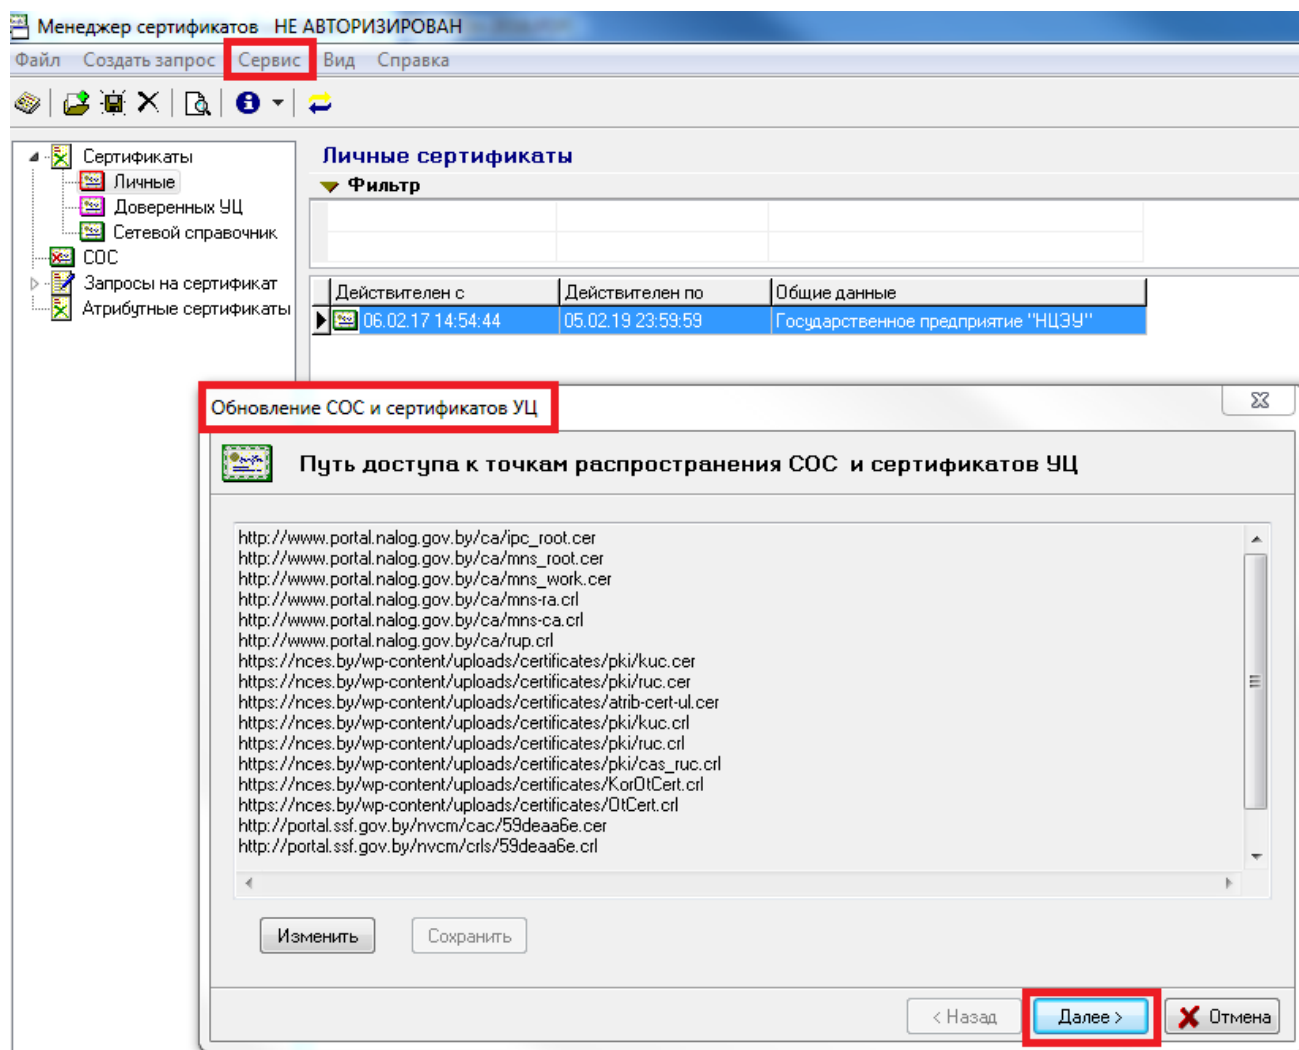 Менеджер сертификатов НЕ АВТОРИЗИРОВАН
Файл Создать запрос Сервис Вид Справка
Сертификаты
Личные
Доверенных УЦ
Сетевой справочник
СОС
Запросы на сертификат
Атрибутные сертификаты
Личные сертификаты
Фильтр
Действителен с Действителен по Общие данные
06.02.17 14:54:44 05.02.19 23:59:59 Государственное предприятие "НЦЭУ"
Обновление СОС и сертификатов УЦ
Путь доступа к точкам распространения СОС и сертификатов УЦ
http://www.portal.nalog.gov.by/ca/ipc_root.cer
http://www.portal.nalog.gov.by/ca/mns_root.cer
http://www.portal.nalog.gov.by/ca/mns_work.cer
http://www.portal.nalog.gov.by/ca/mns-ra.crl
http://www.portal.nalog.gov.by/ca/mns-ca.crl
http://www.portal.nalog.gov.by/ca/rup.crl
https://nces.by/wp-content/uploads/certificates/pki/kuc.cer
https://nces.by/wp-content/uploads/certificates/pki/ruc.cer
https://nces.by/wp-content/uploads/certificates/atrib-cert-ul.cer
https://nces.by/wp-content/uploads/certificates/pki/kuc.crl
https://nces.by/wp-content/uploads/certificates/pki/ruc.crl
https://nces.by/wp-content/uploads/certificates/pki/cas_ruc.crl
https://nces.by/wp-content/uploads/certificates/KorOtCert.crl
https://nces.by/wp-content/uploads/certificates/OtCert.crl
http://portal.ssf.gov.by/nvcm/cac/59deaa6e.cer
http://portal.ssf.gov.by/nvcm/crls/59deaa6e.crl
Изменить Сохранить
< Назад Далее > Отмена